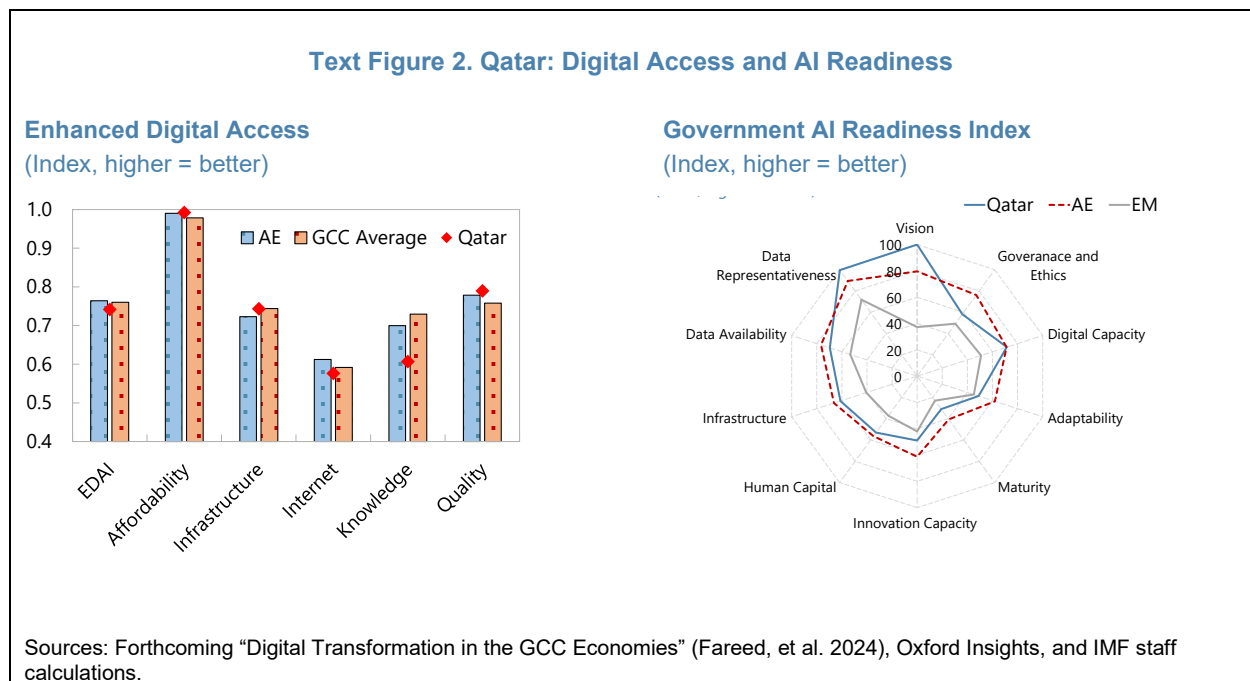 Text Figure 2. Qatar: Digital Access and AI Readiness
Enhanced Digital Access
(Index, higher = better)
1.0
0.9
0.8
0.7
0.6
0.5
0.4
AE
GCC Average
Qatar
EDAI
Affordability
Infrastructure
Internet
Knowledge
Quality
Government AI Readiness Index
(Index, higher = better)
Qatar
AE
EM
Vision
Goveranace and
Ethics
Digital Capacity
Adaptability
Maturity
Innovation Capacity
Human Capital
Infrastructure
Data Availability
Data
Representativeness
100
80
60
40
20
0
Sources: Forthcoming “Digital Transformation in the GCC Economies” (Fareed, et al. 2024), Oxford Insights, and IMF staff
calculations.